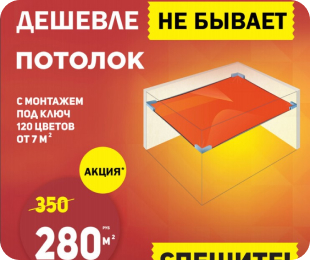 ДЕШЕВЛЕ НЕ БЫВАЕТ
ПОТОЛОК
С МОНТАЖЕМ
ПОД КЛЮЧ
120 ЦВЕТОВ
ОТ 7 М²
АКЦИЯ*
350
280 РУБ М²
СПЕШИТЕ!